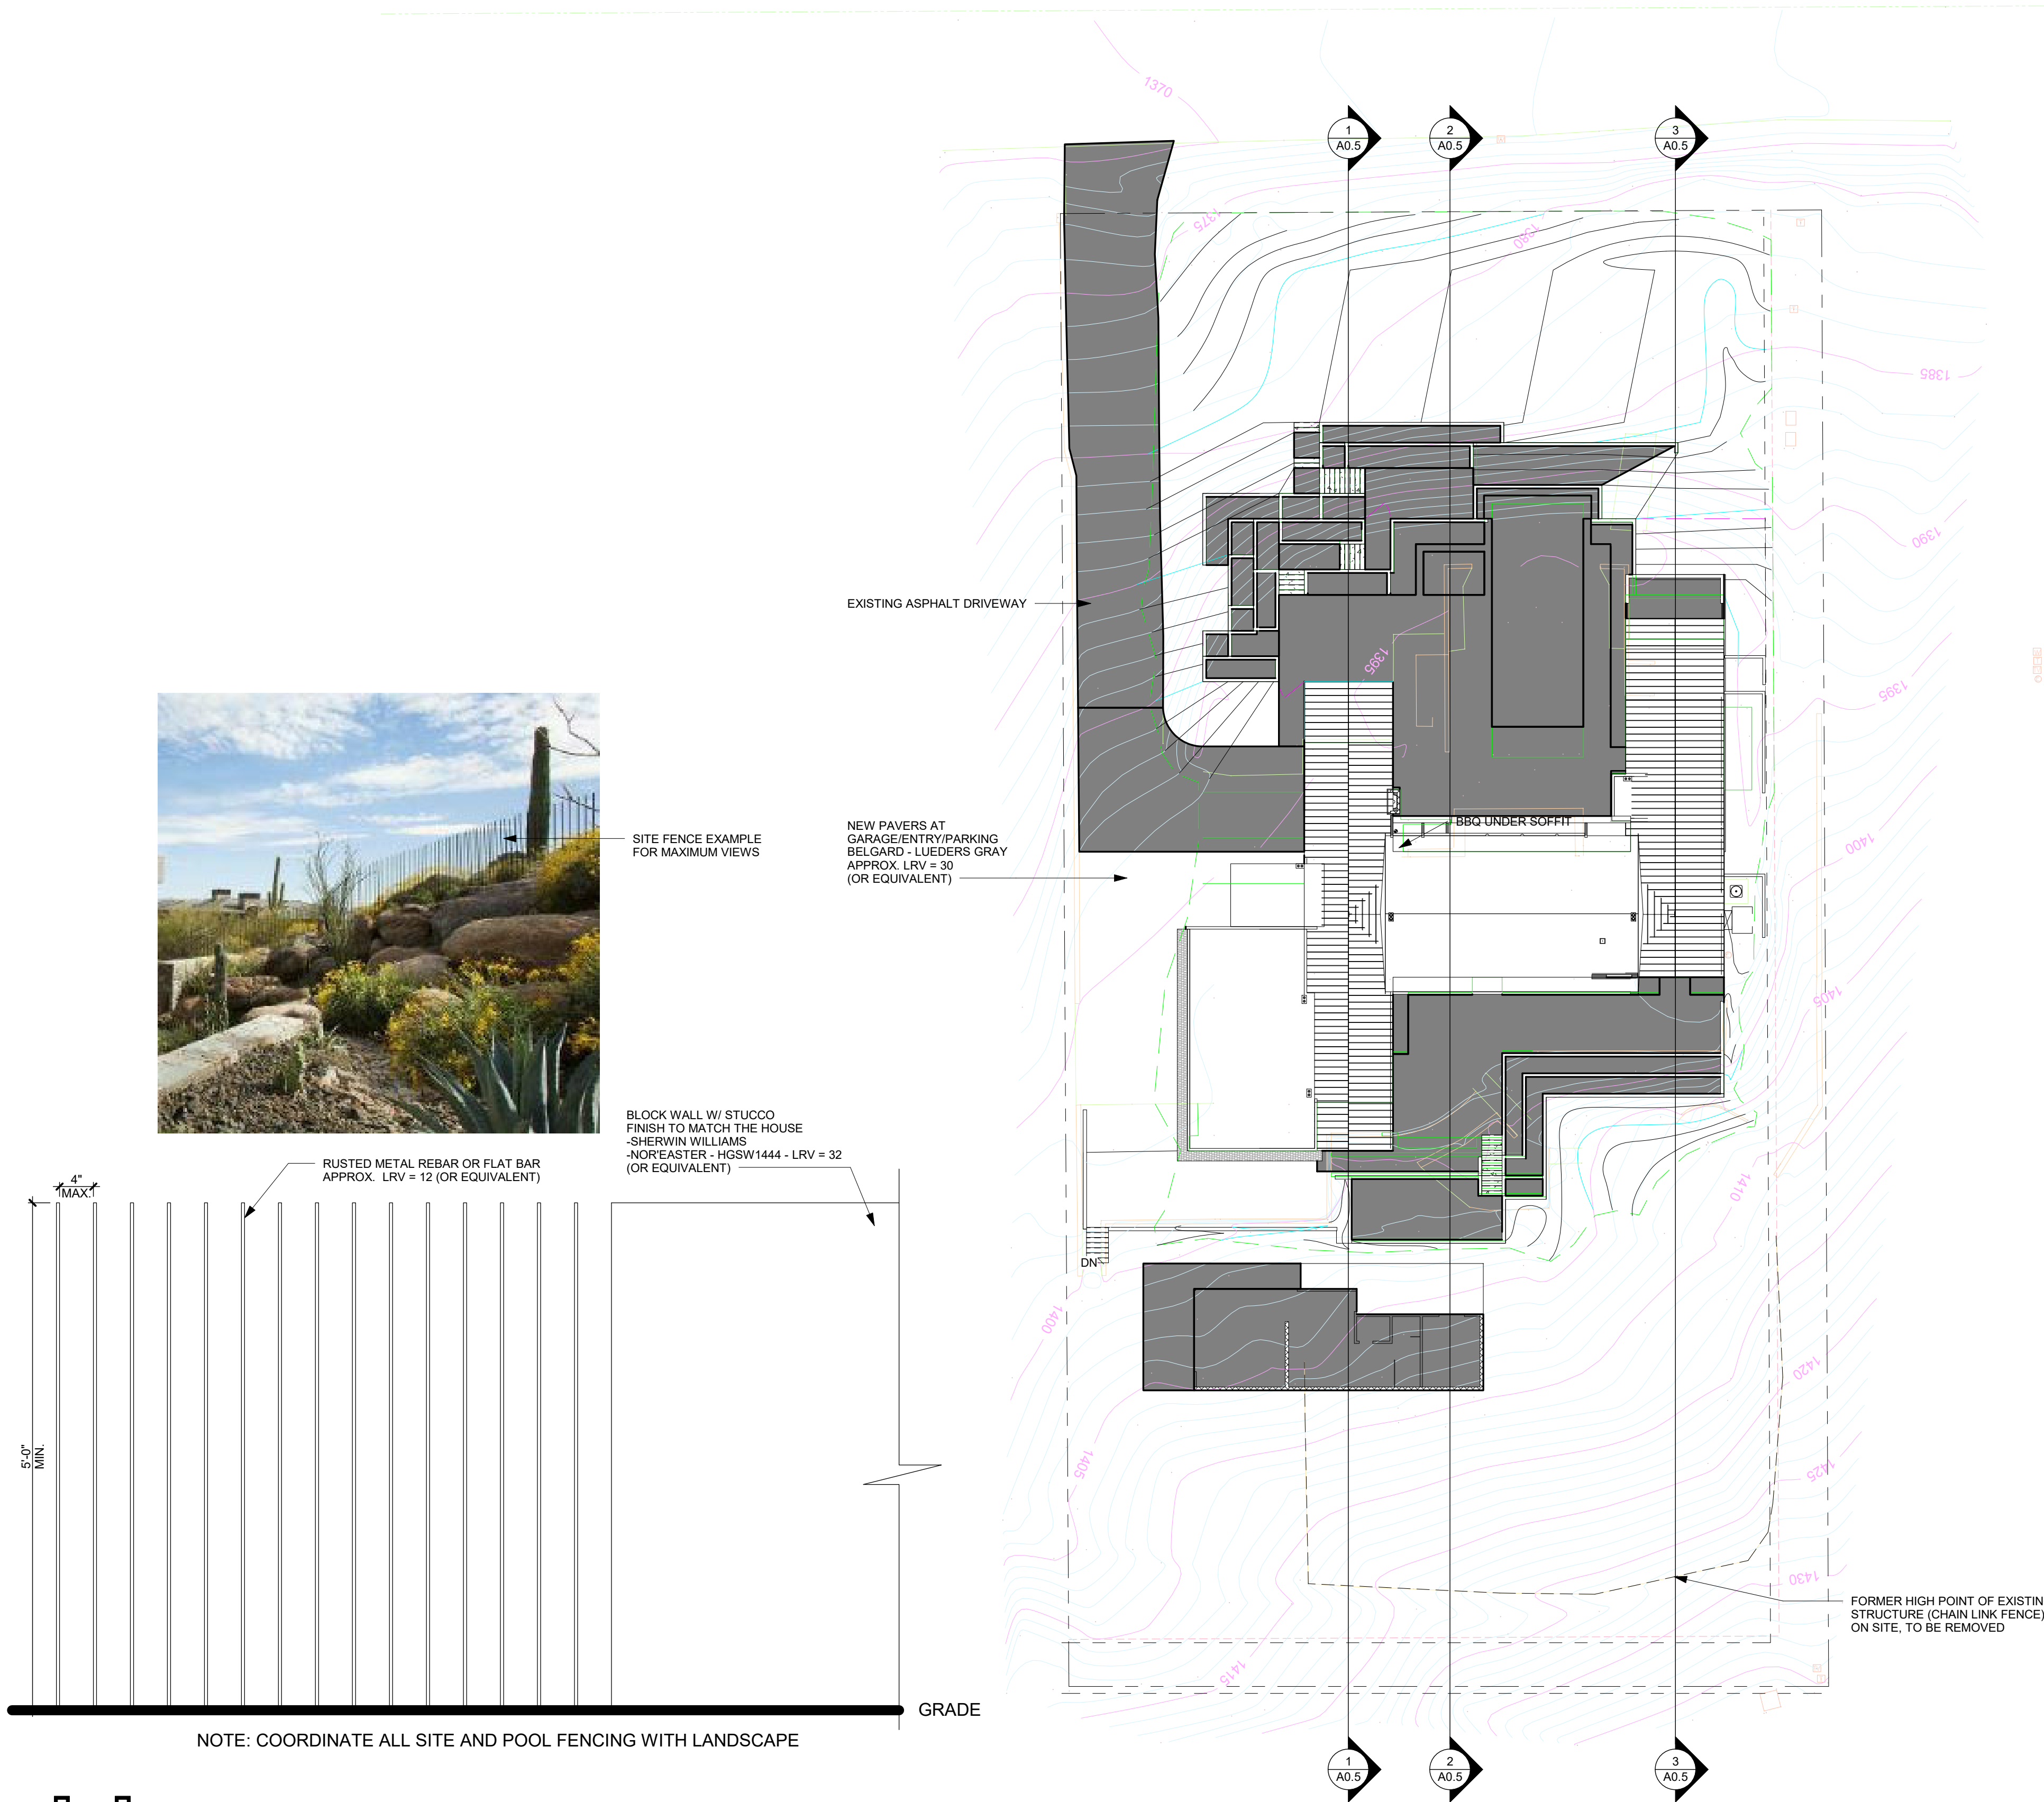 1370
1
A0.5
2
A0.5
3
A0.5
1375
1380
1385
1390
EXISTING ASPHALT DRIVEWAY
1395
1395
SITE FENCE EXAMPLE
FOR MAXIMUM VIEWS
NEW PAVERS AT
GARAGE/ENTRY/PARKING
BELGARD - LUEDERS GRAY
APPROX. LRV = 30
(OR EQUIVALENT)
BBQ UNDER SOFFIT
1400
1405
BLOCK WALL W/ STUCCO
FINISH TO MATCH THE HOUSE
-SHERWIN WILLIAMS
-NOR'EASTER - HGSW1444 - LRV = 32
(OR EQUIVALENT)
RUSTED METAL REBAR OR FLAT BAR
APPROX. LRV = 12 (OR EQUIVALENT)
4"
MAX.
1410
DN
1400
1420
5'-0"
MIN.
1405
1425
1430
FORMER HIGH POINT OF EXISTIN
STRUCTURE (CHAIN LINK FENCE)
ON SITE, TO BE REMOVED
1415
GRADE
NOTE: COORDINATE ALL SITE AND POOL FENCING WITH LANDSCAPE
1
A0.5
2
A0.5
3
A0.5